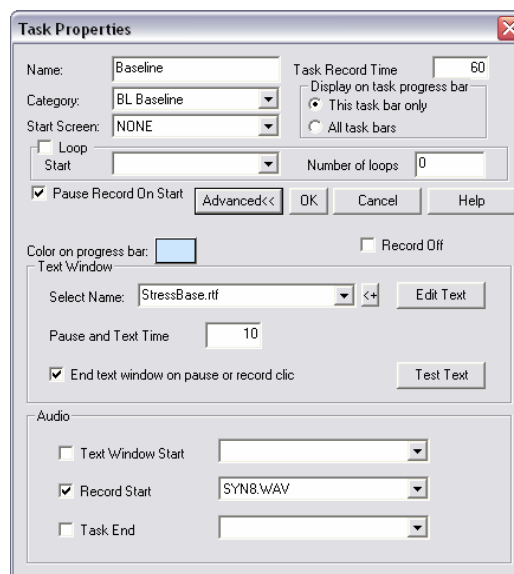 Task Properties
Name: Baseline Task Record Time 60
Category: BL Baseline Display on task progress bar
This task bar only
Start Screen: NONE All task bars
Loop
Start Number of loops 0
Pause Record On Start Advanced<< OK Cancel Help
Color on progress bar: Record Off
Text Window
Select Name: StressBase.rtf <+ Edit Text
Pause and Text Time 10
End text window on pause or record clic Test Text
Audio
Text Window Start
Record Start SYN8.WAV
Task End